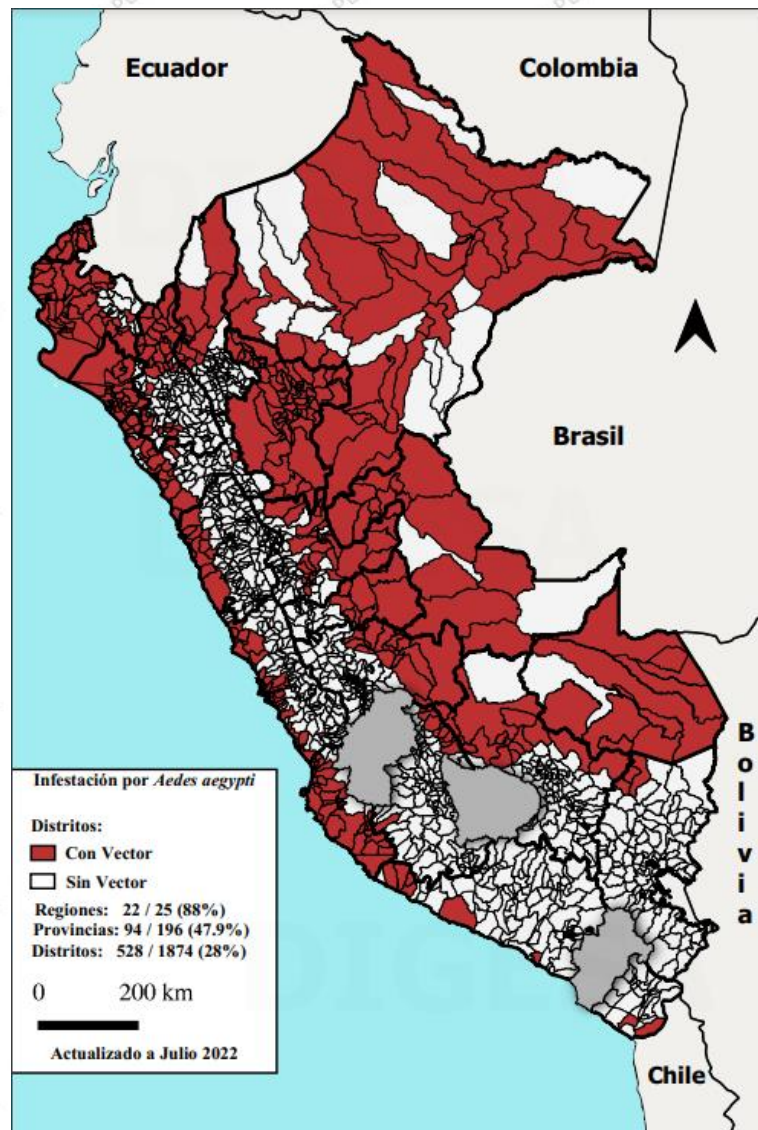 Ecuador
Colombia
Brasil
Bolivia
Infestación por Aedes aegypti
Distritos:
Con Vector
Sin Vector
Regiones: 22 / 25 (88%)
Provincias: 94 / 196 (47.9%)
Distritos: 528 / 1874 (28%)
0 200 km
Actualizado a Julio 2022
Chile